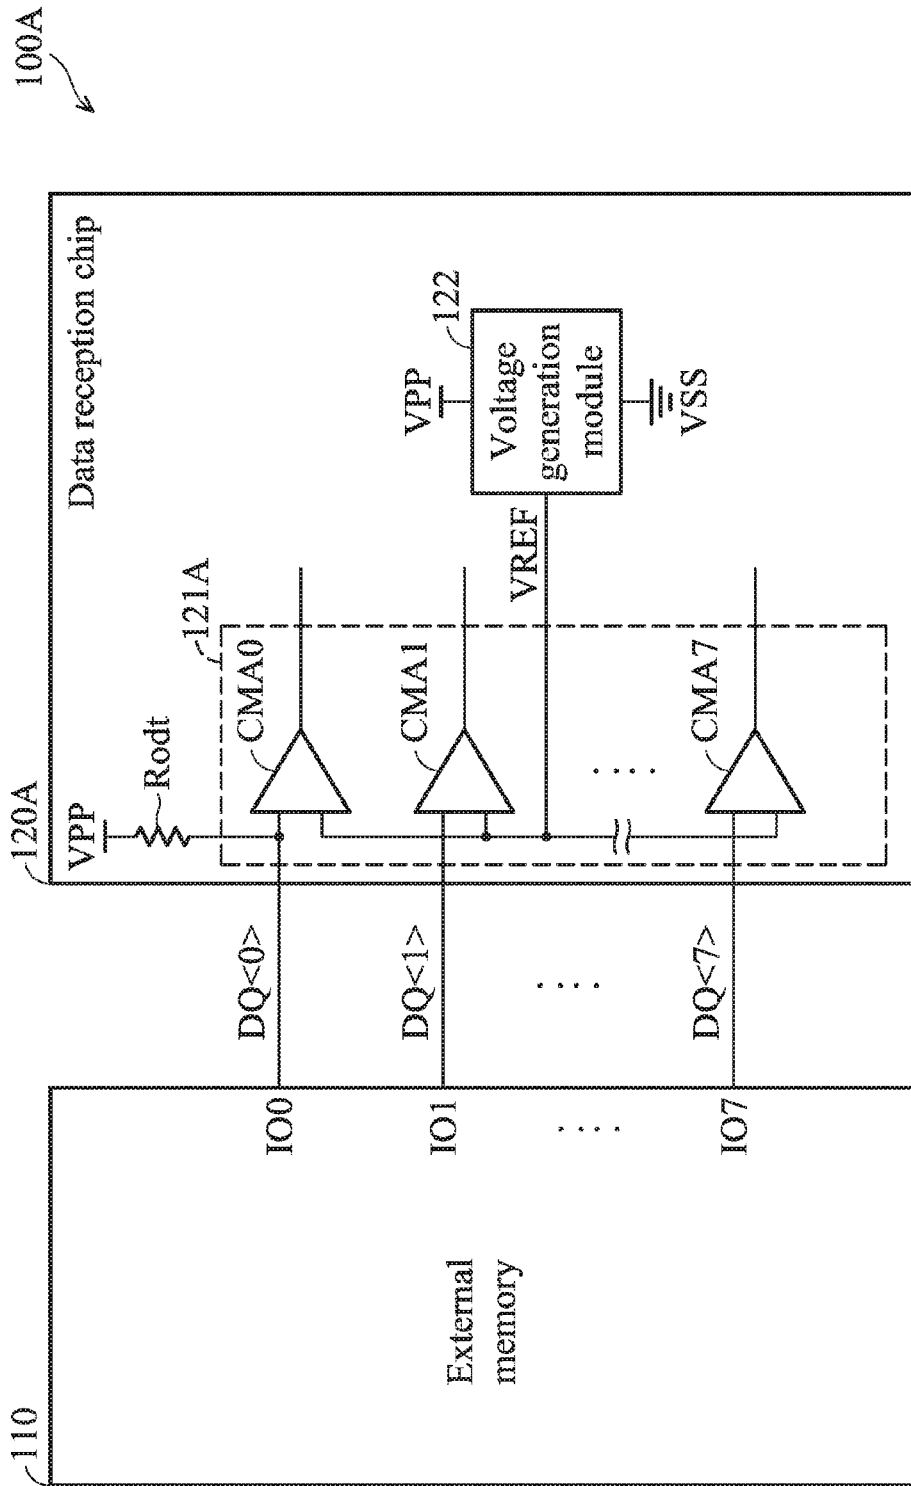 100A
110
External
memory
IO0
IO1
. . . .
IO7
DQ<0>
DQ<1>
. . . .
DQ<7>
120A
Data reception chip
VPP
Rodt
121A
CMA0
CMA1
. . . .
CMA7
VREF
122
VPP
Voltage
generation
module
VSS